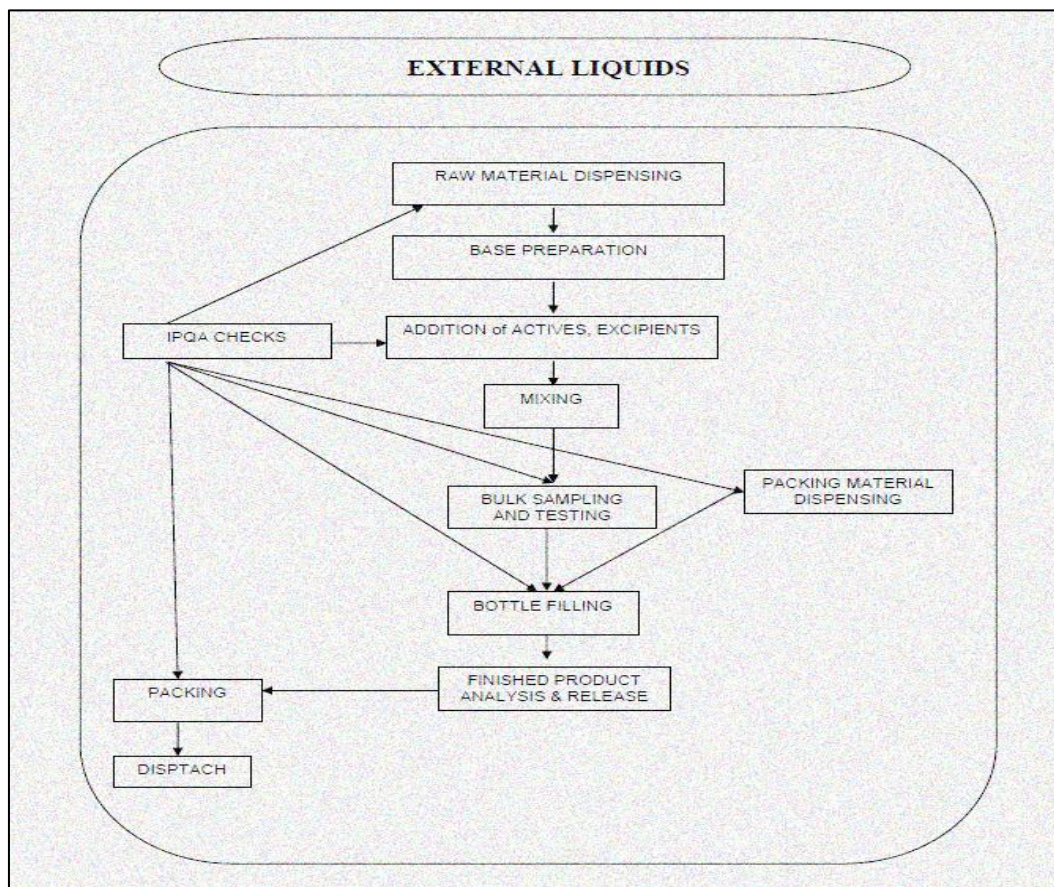 EXTERNAL LIQUIDS
RAW MATERIAL DISPENSING
BASE PREPARATION
IPQA CHECKS
ADDITION of ACTIVES, EXCIPIENTS
MIXING
BULK SAMPLING
AND TESTING
PACKING MATERIAL
DISPENSING
BOTTLE FILLING
FINISHED PRODUCT
ANALYSIS & RELEASE
PACKING
DISPTACH